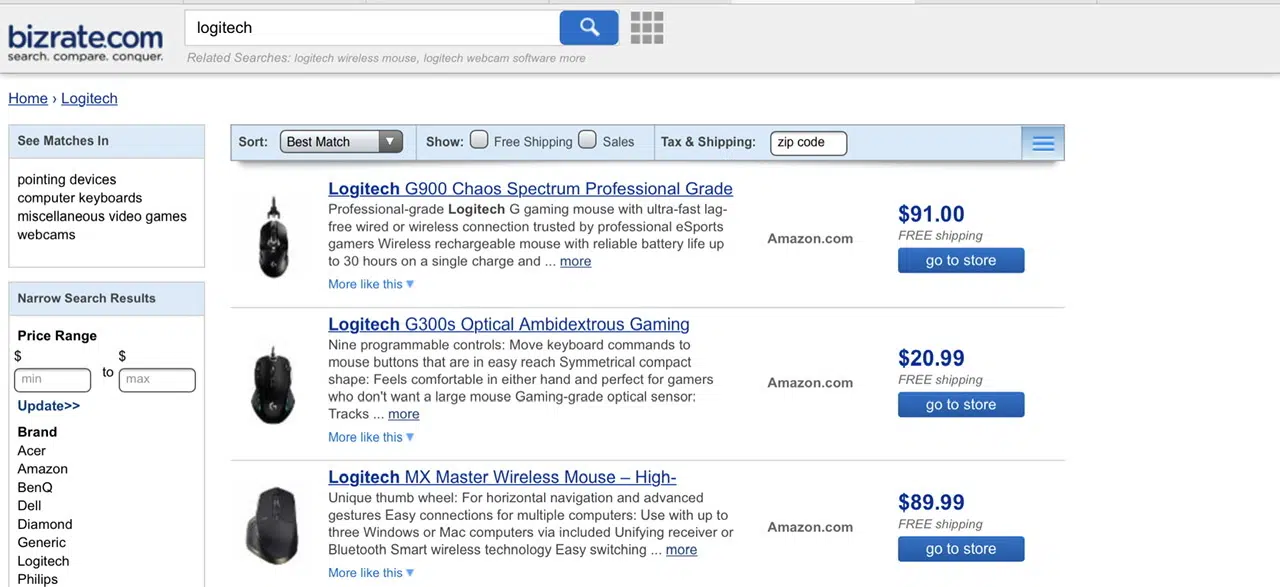 bizrate.com
search. compare. conquer.
logitech
Related Searches: logitech wireless mouse, logitech webcam software more
Home › Logitech
See Matches In
pointing devices
computer keyboards
miscellaneous video games
webcams
Narrow Search Results
Price Range
$ $
min to max
Update>>
Brand
Acer
Amazon
BenQ
Dell
Diamond
Generic
Logitech
Philips
Sort: Best Match Show: Free Shipping Sales Tax & Shipping: zip code
Logitech G900 Chaos Spectrum Professional Grade
Professional-grade Logitech G gaming mouse with ultra-fast lag-
free wired or wireless connection trusted by professional eSports
gamers Wireless rechargeable mouse with reliable battery life up
to 30 hours on a single charge and ... more
More like this
Amazon.com
$91.00
FREE shipping
go to store
Logitech G300s Optical Ambidextrous Gaming
Nine programmable controls: Move keyboard commands to
mouse buttons that are in easy reach Symmetrical compact
shape: Feels comfortable in either hand and perfect for gamers
who don't want a large mouse Gaming-grade optical sensor:
Tracks ... more
More like this
Amazon.com
$20.99
FREE shipping
go to store
Logitech MX Master Wireless Mouse – High-
Unique thumb wheel: For horizontal navigation and advanced
gestures Easy connections for multiple computers: Use with up to
three Windows or Mac computers via included Unifying receiver or
Bluetooth Smart wireless technology Easy switching ... more
More like this
Amazon.com
$89.99
FREE shipping
go to store